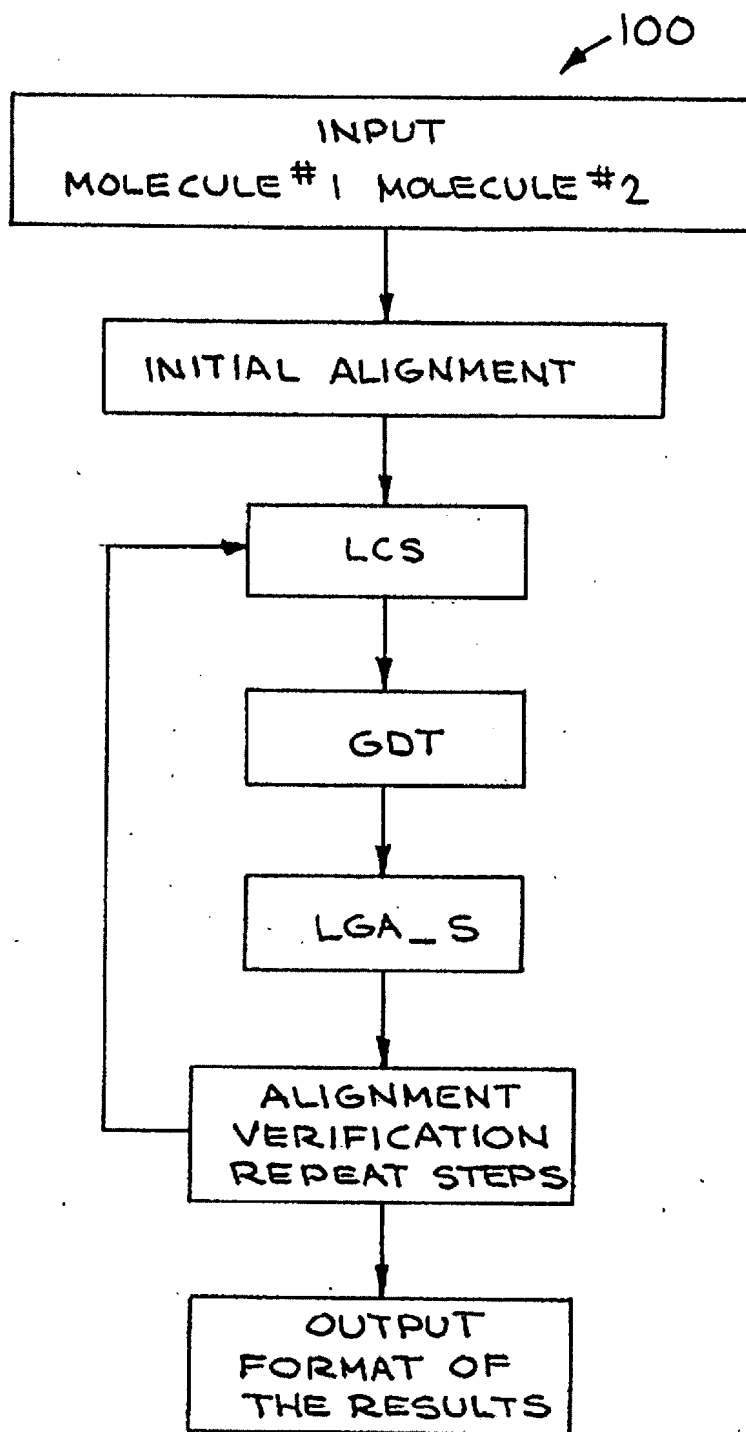 100
INPUT
MOLECULE #1 MOLECULE #2
INITIAL ALIGNMENT
LCS
GDT
LGA_S
ALIGNMENT
VERIFICATION
REPEAT STEPS
OUTPUT
FORMAT OF
THE RESULTS